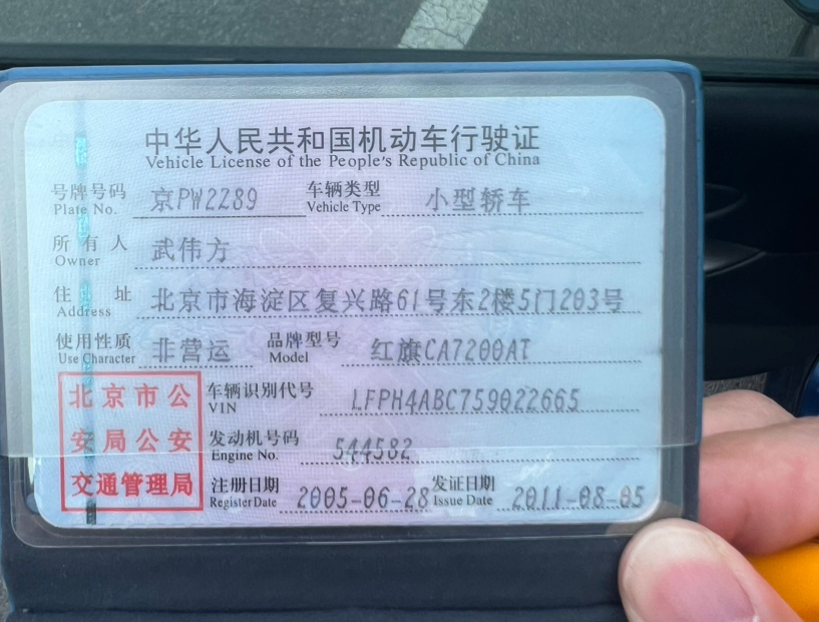 中华人民共和国机动车行驶证
Vehicle License of the People's Republic of China
号牌号码 京PW2Z89 车辆类型 小型轿车
Plate No. Vehicle Type
所有人 武伟方
Owner
住址 北京市海淀区复兴路61号东2楼5门203号
Address
使用性质 非营运 品牌型号 红旗CA7200AT
Use Character Model
北京市公安局公安交通管理局
车辆识别代号 LFPH4ABC759022665
VIN
发动机号码 544582
Engine No.
注册日期 2005-06-28 发证日期 2011-08-05
Register Date Issue Date